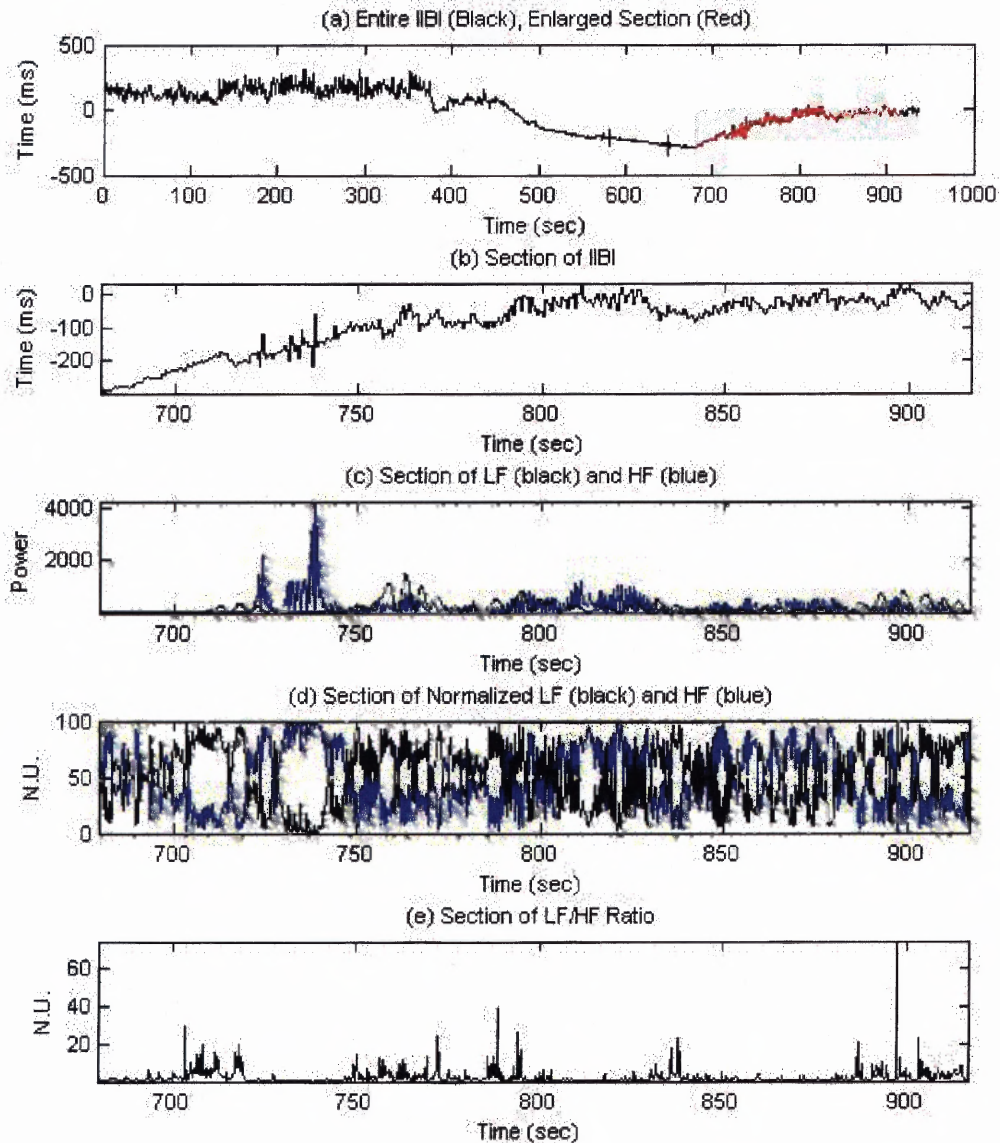 (a) Entire IIBI (Black), Enlarged Section (Red)
500
0
-500
Time (ms)
0 100 200 300 400 500 600 700 800 900 1000
Time (sec)
(b) Section of IIBI
0
-100
-200
Time (ms)
700 750 800 850 900
Time (sec)
(c) Section of LF (black) and HF (blue)
4000
2000
Power
700 750 800 850 900
Time (sec)
(d) Section of Normalized LF (black) and HF (blue)
100
50
0
N.U.
700 750 800 850 900
Time (sec)
(e) Section of LF/HF Ratio
60
40
20
N.U.
700 750 800 850 900
Time (sec)